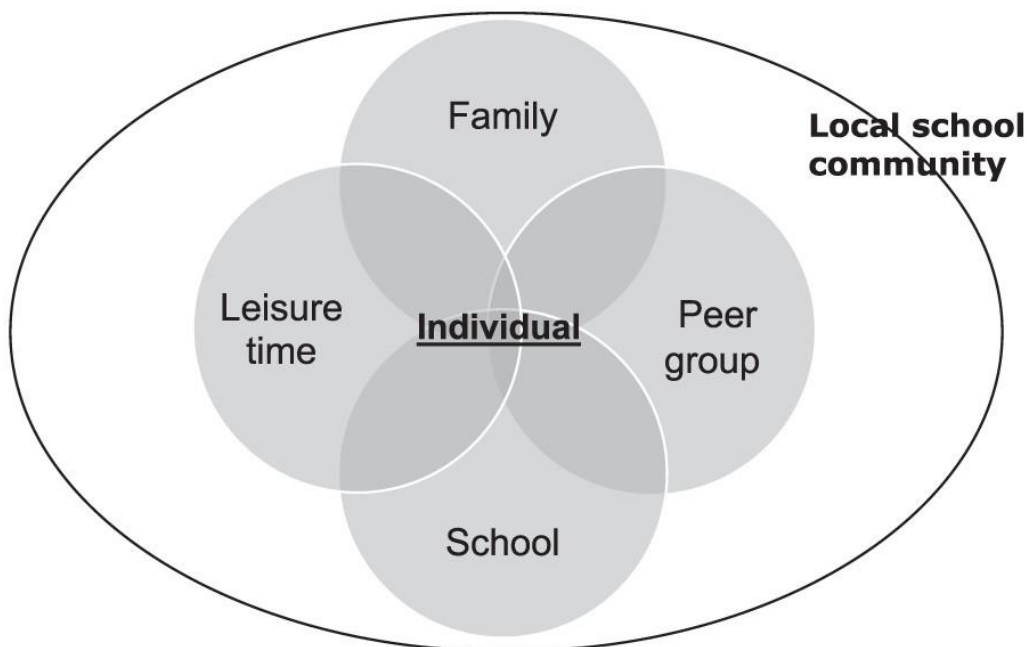 Family
Local school
community
Leisure
time
Individual
Peer
group
School